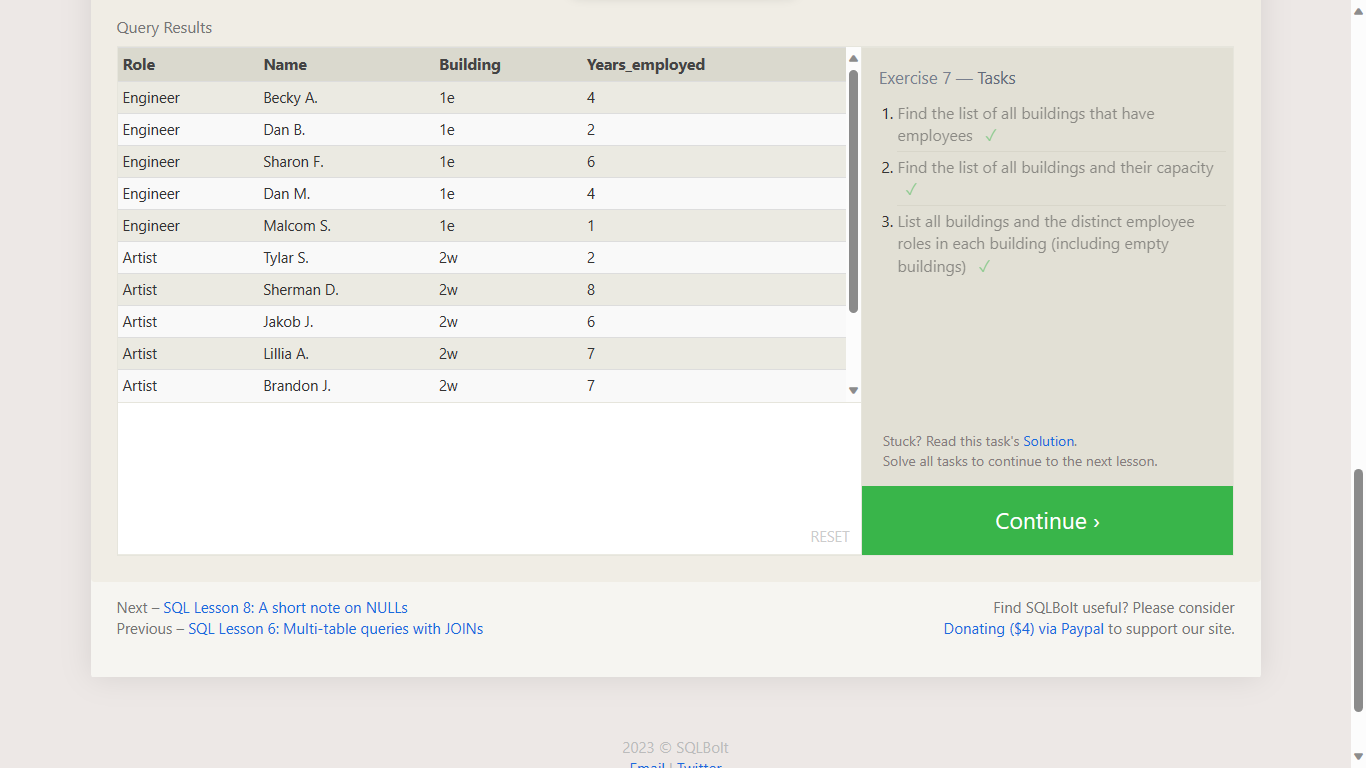 Query Results
Role Name Building Years_employed
Engineer Becky A. 1e 4
Engineer Dan B. 1e 2
Engineer Sharon F. 1e 6
Engineer Dan M. 1e 4
Engineer Malcom S. 1e 1
Artist Tylar S. 2w 2
Artist Sherman D. 2w 8
Artist Jakob J. 2w 6
Artist Lillia A. 2w 7
Artist Brandon J. 2w 7
RESET
Exercise 7 — Tasks
1. Find the list of all buildings that have
employees ✓
2. Find the list of all buildings and their capacity
✓
3. List all buildings and the distinct employee
roles in each building (including empty
buildings) ✓
Stuck? Read this task's Solution.
Solve all tasks to continue to the next lesson.
Continue ›
Next – SQL Lesson 8: A short note on NULLs
Previous – SQL Lesson 6: Multi-table queries with JOINs
Find SQLBolt useful? Please consider
Donating ($4) via Paypal to support our site.
2023 © SQLBolt
Email | Twitter